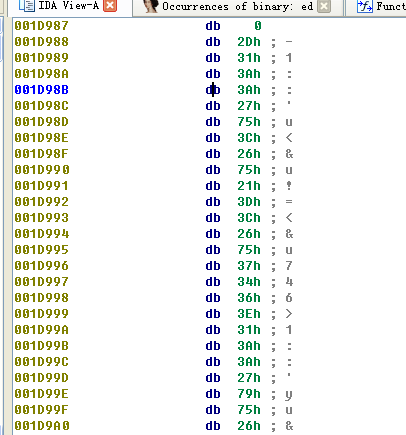 IDA View-A Occurrences of binary: ed Funct
001D987 db 0
001D988 db 2Dh ; -
001D989 db 31h ; 1
001D98A db 3Ah ; :
001D98B db 3Ah ; :
001D98C db 27h ; '
001D98D db 75h ; u
001D98E db 3Ch ; <
001D98F db 26h ; &
001D990 db 75h ; u
001D991 db 21h ; !
001D992 db 3Dh ; =
001D993 db 3Ch ; <
001D994 db 26h ; &
001D995 db 75h ; u
001D996 db 37h ; 7
001D997 db 34h ; 4
001D998 db 36h ; 6
001D999 db 3Eh ; >
001D99A db 31h ; 1
001D99B db 3Ah ; :
001D99C db 3Ah ; :
001D99D db 27h ; '
001D99E db 79h ; y
001D99F db 75h ; u
001D9A0 db 26h ; &